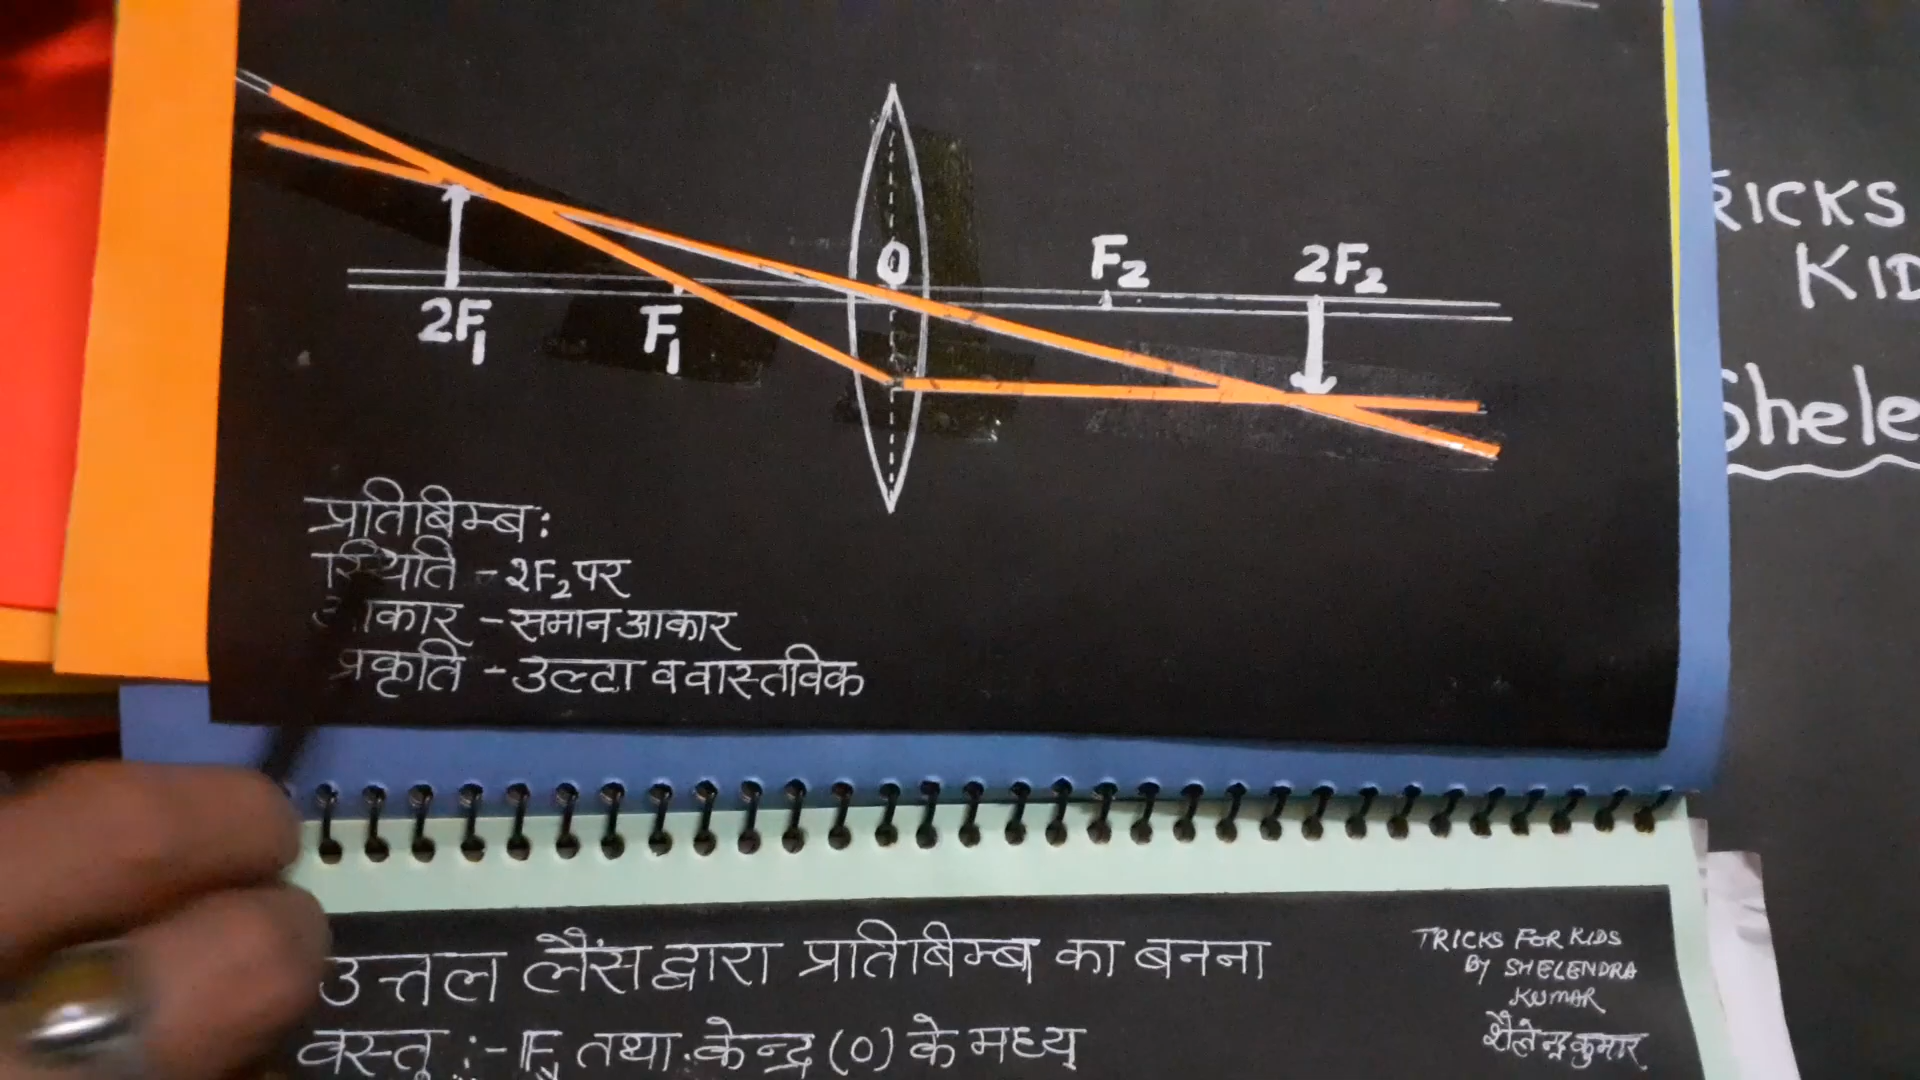 O
F₂
2F₂
2F₁
F₁
प्रतिबिम्ब:
स्थिति - 2F₂ पर
आकार - समान आकार
प्रकृति - उल्टा व वास्तविक
RICKS
KID
Shele
उत्तल लैंस द्वारा प्रतिबिम्ब का बनना
वस्तु :- F₁ तथा केन्द्र (O) के मध्य
TRICKS FOR KIDS
BY SHELENDRA
KUMAR
शैलेन्द्र कुमार